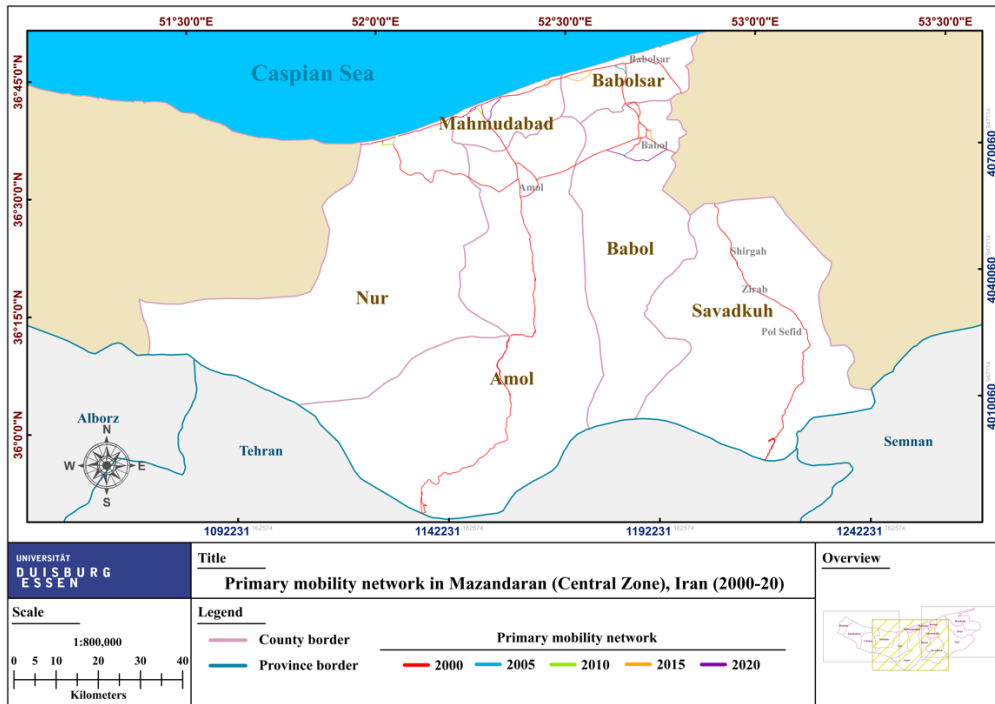 51°30'0"E 52°0'0"E 52°30'0"E 53°0'0"E 53°30'0"E
36°45'0"N
36°30'0"N
36°15'0"N
36°0'0"N
Caspian Sea
Babolsar
Babolsar
Mahmudabad
Babol
Amol
Babol
Shirgah
Nur
Zirab
Savadkuh
Pol Sefid
Amol
Alborz
Tehran
Semnan
N
W E
S
4070060
4040060
4010060
1092231 1142231 1192231 1242231
UNIVERSITÄT
DUISBURG
ESSEN
Title
Primary mobility network in Mazandaran (Central Zone), Iran (2000-20)
Overview
Scale
1:800,000
0 5 10 20 30 40
Kilometers
Legend
County border
Province border
Primary mobility network
2000 2005 2010 2015 2020